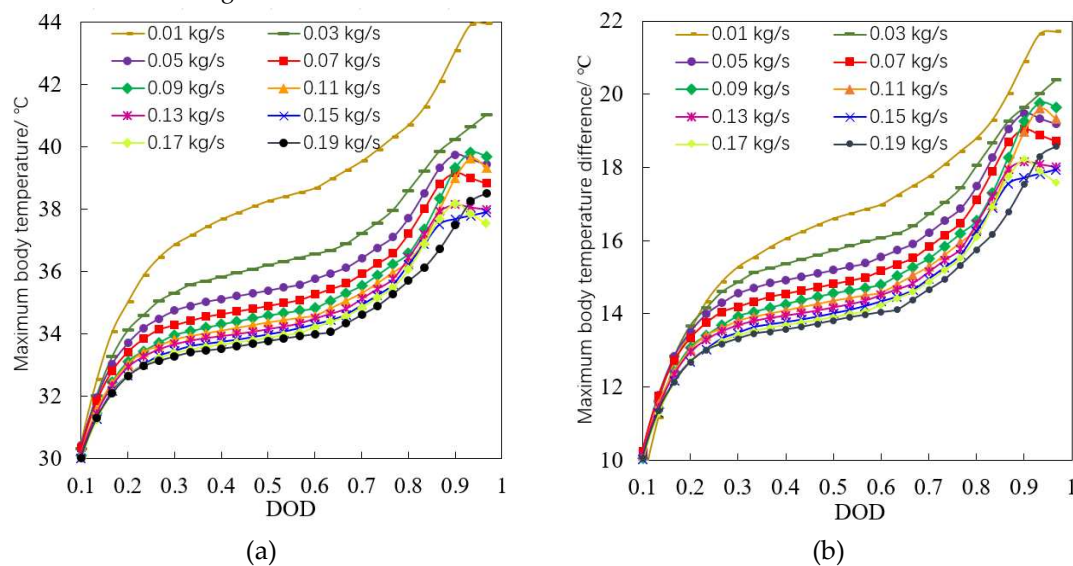 44
42
40
38
36
34
32
30
Maximum body temperature/ °C
0.01 kg/s 0.03 kg/s
0.05 kg/s 0.07 kg/s
0.09 kg/s 0.11 kg/s
0.13 kg/s 0.15 kg/s
0.17 kg/s 0.19 kg/s
0.1 0.2 0.3 0.4 0.5 0.6 0.7 0.8 0.9 1
DOD
(a)
22
20
18
16
14
12
10
Maximum body temperature difference/ °C
0.01 kg/s 0.03 kg/s
0.05 kg/s 0.07 kg/s
0.09 kg/s 0.11 kg/s
0.13 kg/s 0.15 kg/s
0.17 kg/s 0.19 kg/s
0.1 0.2 0.3 0.4 0.5 0.6 0.7 0.8 0.9 1
DOD
(b)